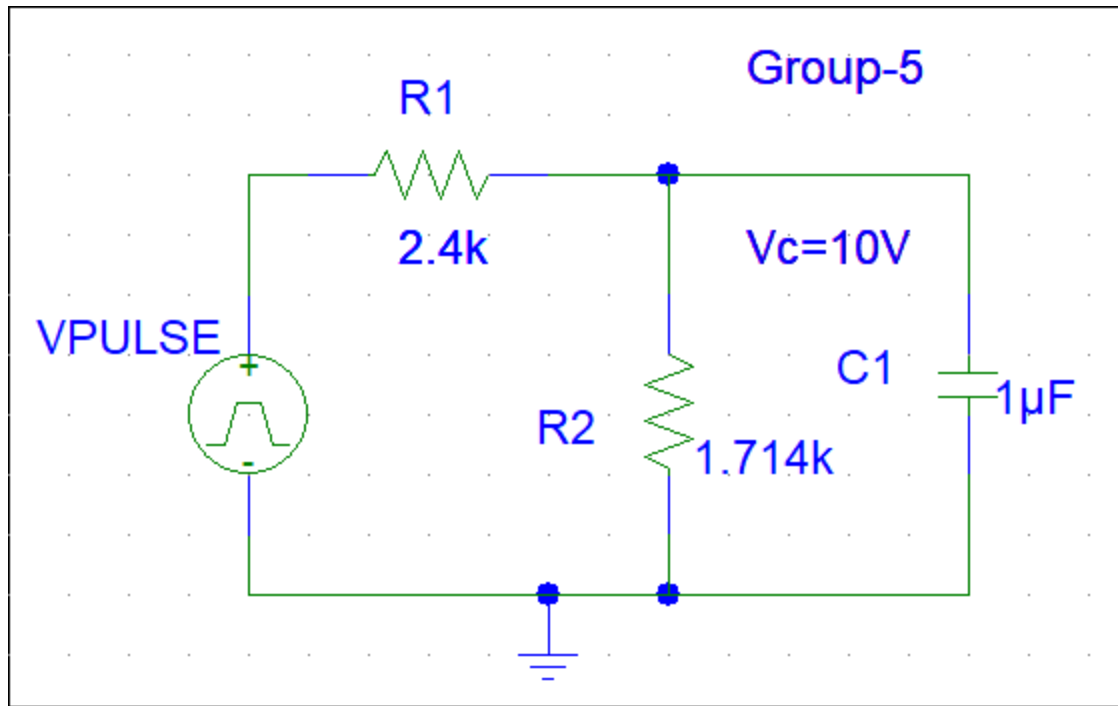 Group-5
R1
2.4k
Vc=10V
VPULSE
+
-
C1
1µF
R2
1.714k